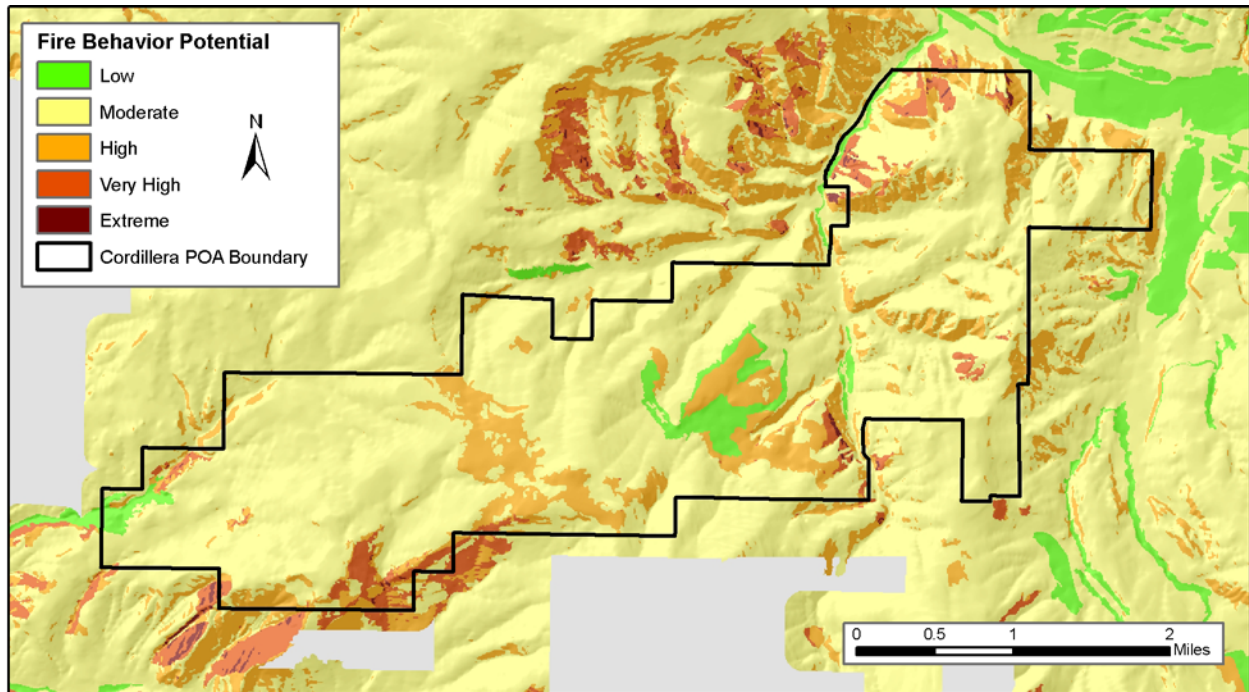 Fire Behavior Potential
Low
Moderate
High
Very High
Extreme
Cordillera POA Boundary
N
0 0.5 1 2
Miles